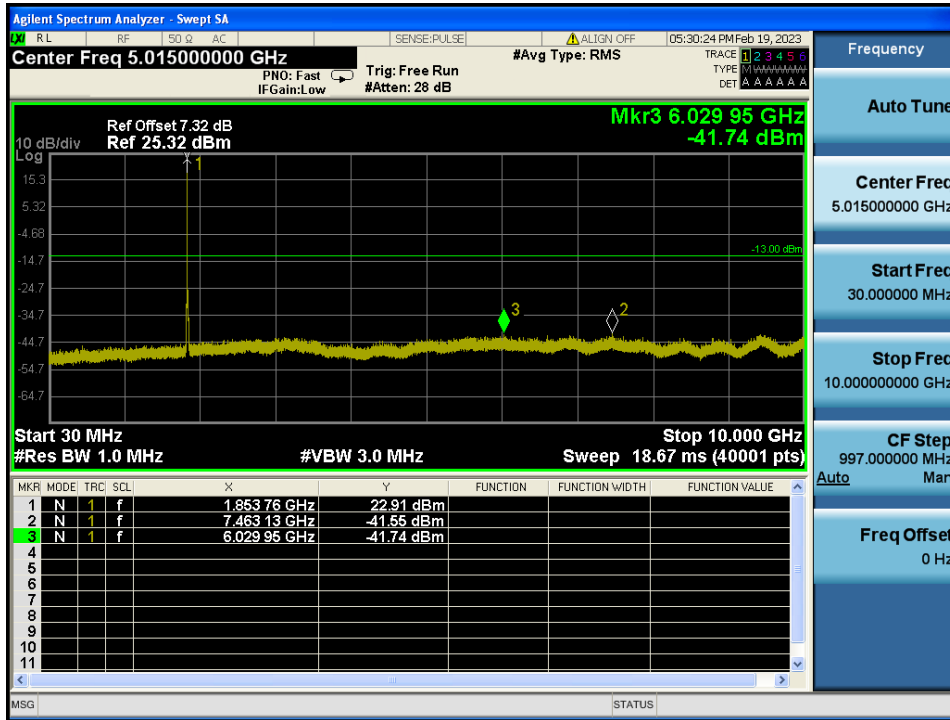 Agilent Spectrum Analyzer - Swept SA
LXI RL RF 50 Ω AC SENSE:PULSE ALIGN OFF 05:30:24 PM Feb 19, 2023
Center Freq 5.015000000 GHz
#Avg Type: RMS
TRACE 1 2 3 4 5 6
PNO: Fast
Trig: Free Run
TYPE M
IFGain:Low
#Atten: 28 dB
DET A A A A A A
Mkr3 6.029 95 GHz
-41.74 dBm
Ref Offset 7.32 dB
10 dB/div Ref 25.32 dBm
Log
1
15.3
5.32
-4.68
-13.00 dBm
-14.7
-24.7
-34.7
3
2
-44.7
-54.7
-64.7
Start 30 MHz Stop 10.000 GHz
#Res BW 1.0 MHz #VBW 3.0 MHz Sweep 18.67 ms (40001 pts)
MKR MODE TRC SCL X Y FUNCTION FUNCTION WIDTH FUNCTION VALUE
1 N 1 f 1.853 76 GHz 22.91 dBm
2 N 1 f 7.463 13 GHz -41.55 dBm
3 N 1 f 6.029 95 GHz -41.74 dBm
4
5
6
7
8
9
10
11
MSG STATUS
Frequency
Auto Tune
Center Freq
5.015000000 GHz
Start Freq
30.000000 MHz
Stop Freq
10.000000000 GHz
CF Step
997.000000 MHz
Auto Man
Freq Offset
0 Hz